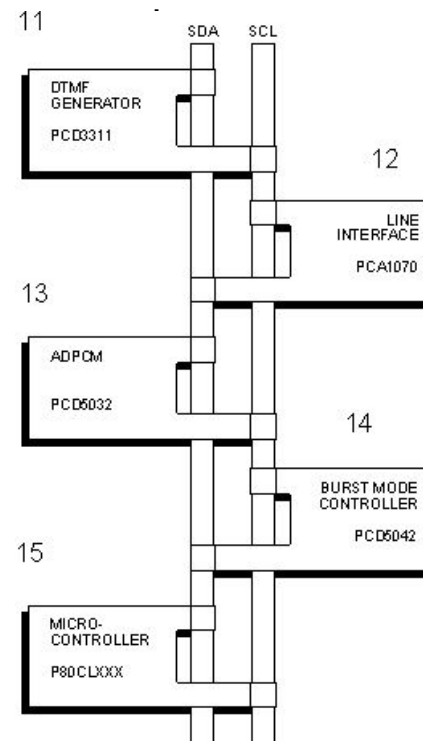 11
SDA SCL
DTMF
GENERATOR
PCD3311
12
LINE
INTERFACE
PCA1070
13
ADPCM
PCD5032
14
BURST MODE
CONTROLLER
PCD5042
15
MICRO-
CONTROLLER
P80CLXXX